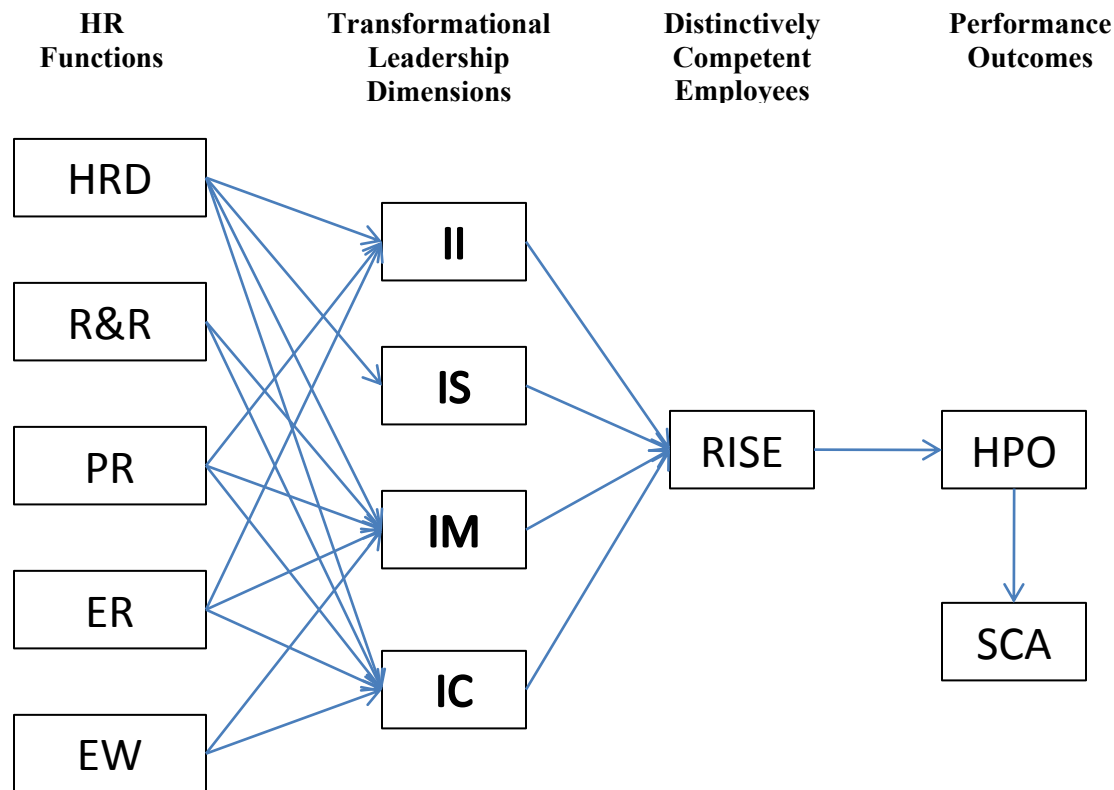 HR
Functions
Transformational
Leadership
Dimensions
Distinctively
Competent
Employees
Performance
Outcomes
HRD
R&R
PR
ER
EW
II
IS
IM
IC
RISE
HPO
SCA